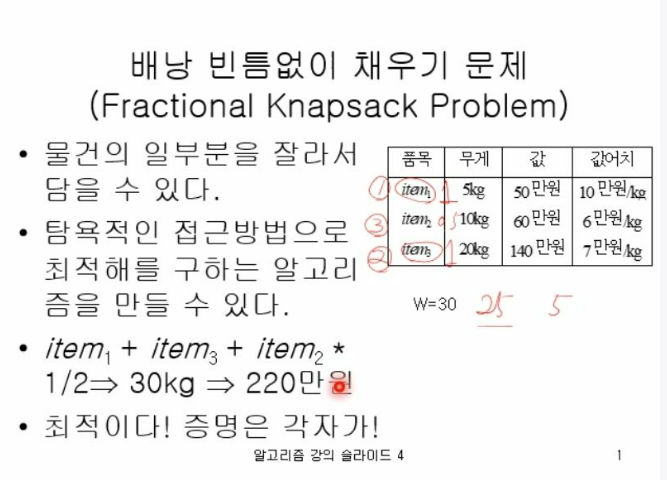 배낭 빈틈없이 채우기 문제
(Fractional Knapsack Problem)
• 물건의 일부분을 잘라서
담을 수 있다.
• 탐욕적인 접근방법으로
최적해를 구하는 알고리
즘을 만들 수 있다.
• item₁ + item₃ + item₂ *
1/2⇒ 30kg ⇒ 220만원
• 최적이다! 증명은 각자가!
품목 무게 값 값어치
① item₁ 1 5kg 50만원 10만원/kg
③ item₂ 0.5 10kg 60만원 6만원/kg
② item₃ 1 20kg 140만원 7만원/kg
W=30 25 5
알고리즘 강의 슬라이드 4 1